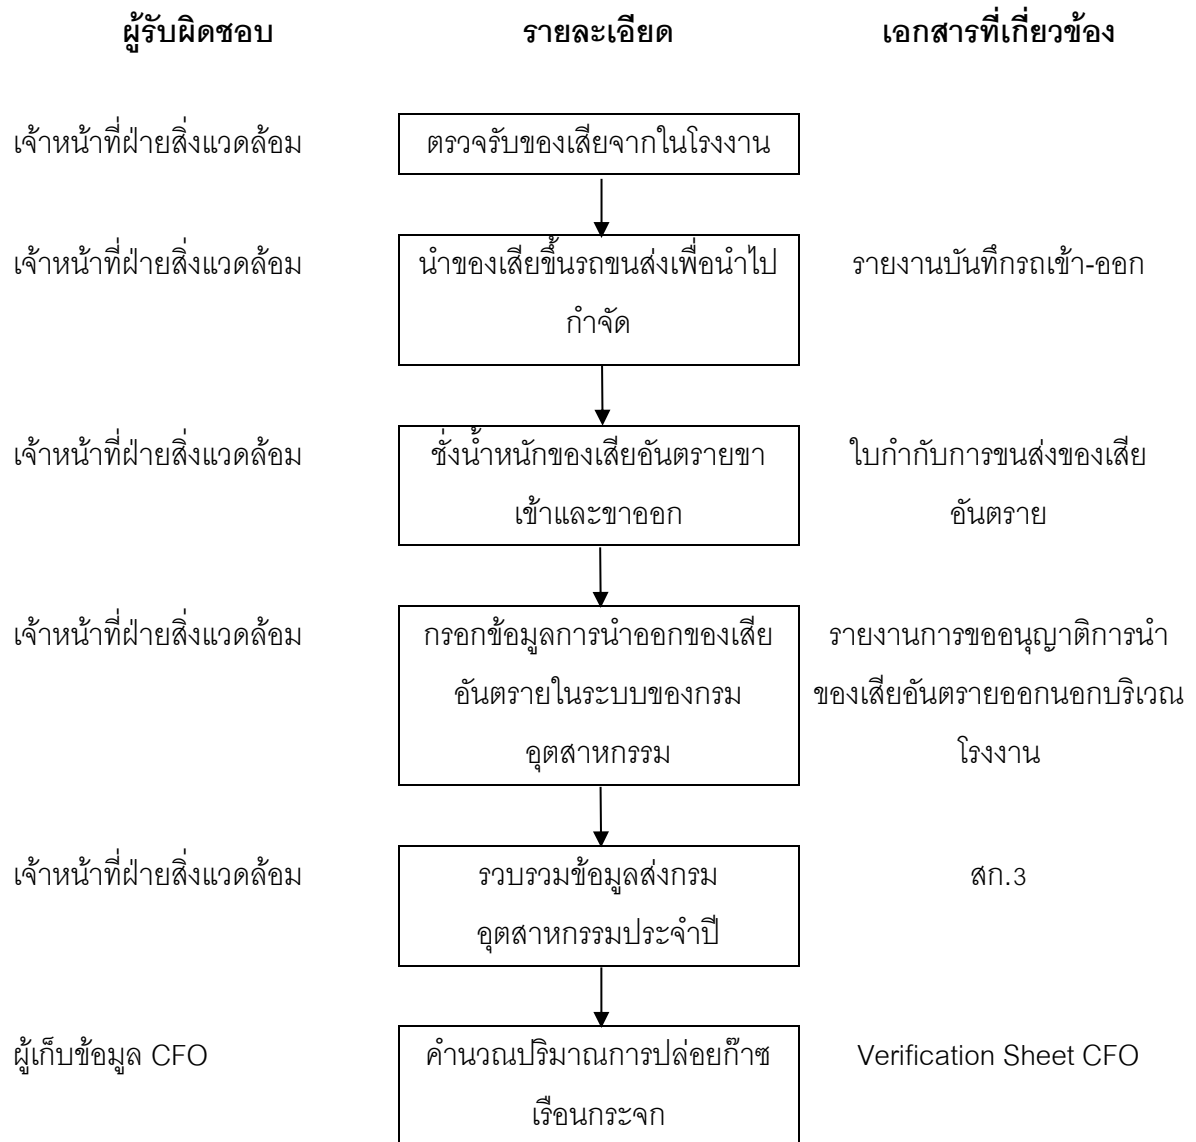 ผู้รับผิดชอบ รายละเอียด เอกสารที่เกี่ยวข้อง
เจ้าหน้าที่ฝ่ายสิ่งแวดล้อม ตรวจรับของเสียจากในโรงงาน
เจ้าหน้าที่ฝ่ายสิ่งแวดล้อม นำของเสียขึ้นรถขนส่งเพื่อนำไป รายงานบันทึกรถเข้า-ออก
กำจัด
เจ้าหน้าที่ฝ่ายสิ่งแวดล้อม ชั่งน้ำหนักของเสียอันตรายขา ใบกำกับการขนส่งของเสีย
เข้าและขาออก อันตราย
เจ้าหน้าที่ฝ่ายสิ่งแวดล้อม กรอกข้อมูลการนำออกของเสีย รายงานการขออนุญาติการนำ
อันตรายในระบบของกรม ของเสียอันตรายออกนอกบริเวณ
อุตสาหกรรม โรงงาน
เจ้าหน้าที่ฝ่ายสิ่งแวดล้อม รวบรวมข้อมูลส่งกรม สก.3
อุตสาหกรรมประจำปี
ผู้เก็บข้อมูล CFO คำนวณปริมาณการปล่อยก๊าซ Verification Sheet CFO
เรือนกระจก